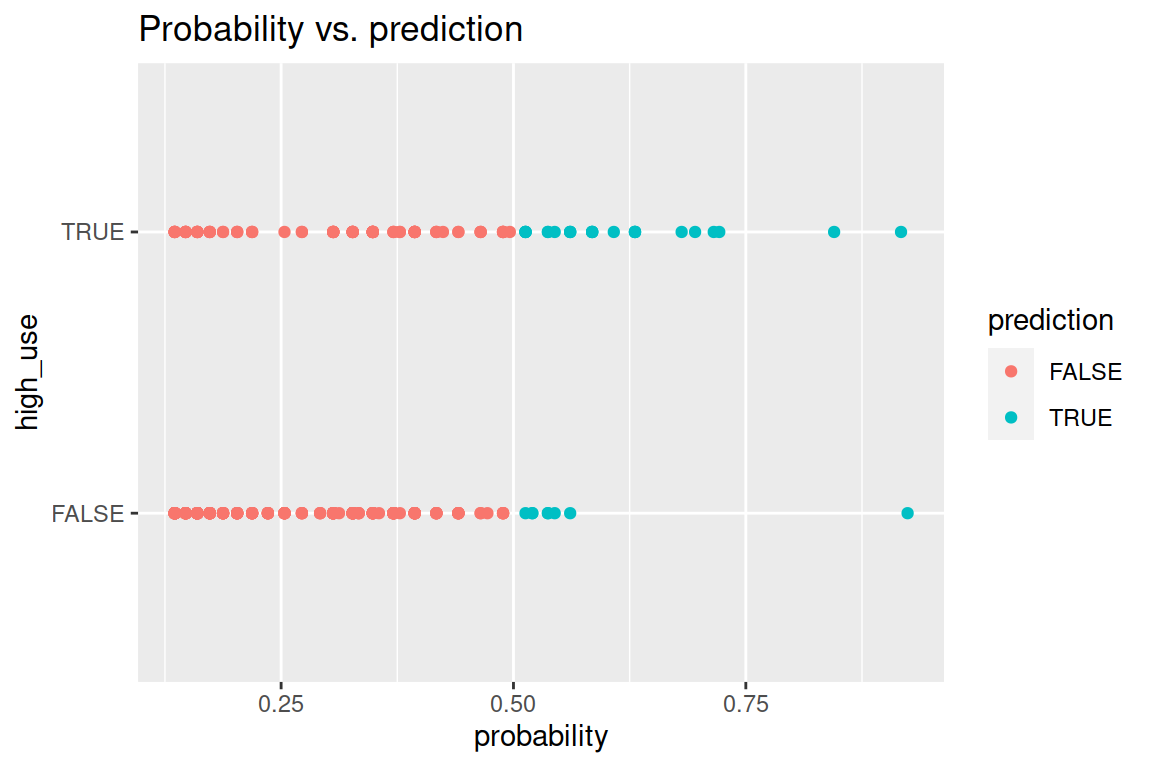 Probability vs. prediction
TRUE
FALSE
high_use
0.25
0.50
0.75
probability
prediction
FALSE
TRUE